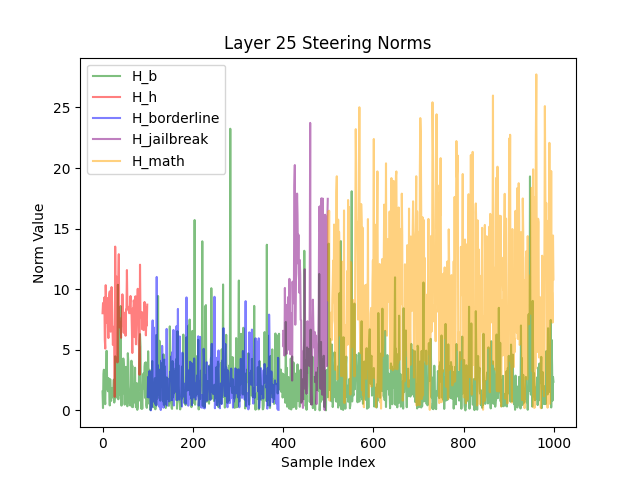 Layer 25 Steering Norms
H_b
H_h
H_borderline
H_jailbreak
H_math
Norm Value
25
20
15
10
5
0
0 200 400 600 800 1000
Sample Index